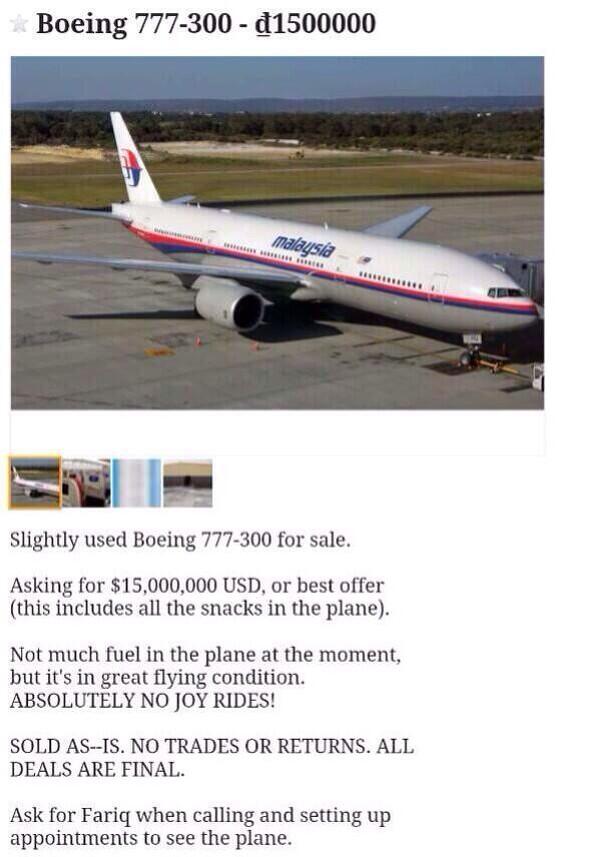 Boeing 777-300 - ₫1500000
malaysia
Slightly used Boeing 777-300 for sale.
Asking for $15,000,000 USD, or best offer
(this includes all the snacks in the plane).
Not much fuel in the plane at the moment,
but it's in great flying condition.
ABSOLUTELY NO JOY RIDES!
SOLD AS--IS. NO TRADES OR RETURNS. ALL
DEALS ARE FINAL.
Ask for Fariq when calling and setting up
appointments to see the plane.